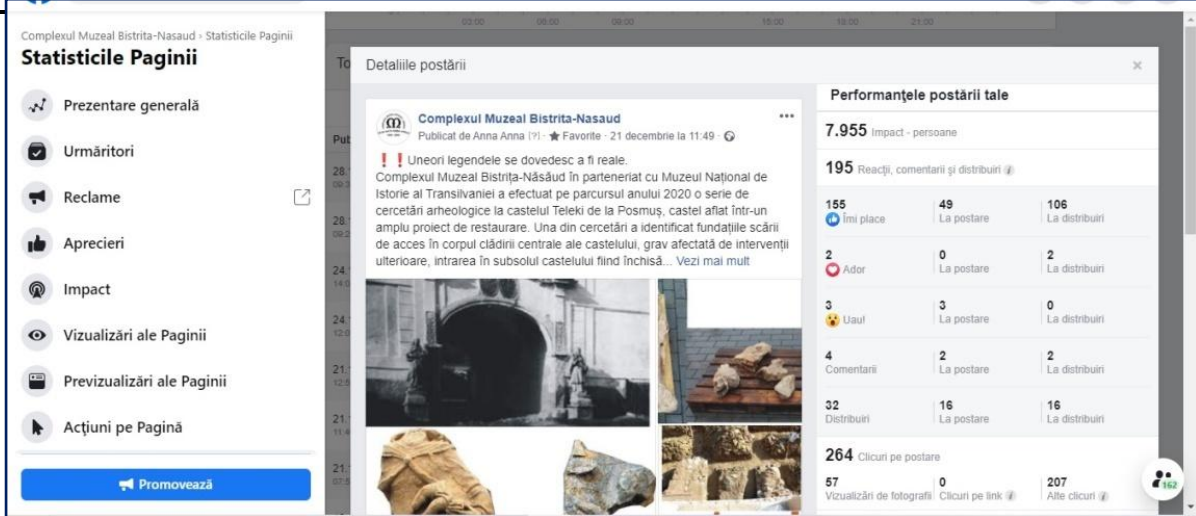 03:00 06:00 09:00 15:00 18:00 21:00
Complexul Muzeal Bistrita-Nasaud › Statisticile Paginii
Statisticile Paginii
Prezentare generală
Urmăritori
Reclame
Aprecieri
Impact
Vizualizări ale Paginii
Previzualizări ale Paginii
Acțiuni pe Pagină
Promovează
To
Put
28.
28.
24.
24.
21.
21.
21.
Detaliile postării
Complexul Muzeal Bistrita-Nasaud
Publicat de Anna Anna [?] · Favorite · 21 decembrie la 11:49 ·
❗❗Uneori legendele se dovedesc a fi reale.
Complexul Muzeal Bistrița-Năsăud în parteneriat cu Muzeul Național de
Istorie al Transilvaniei a efectuat pe parcursul anului 2020 o serie de
cercetări arheologice la castelul Teleki de la Posmuș, castel aflat într-un
amplu proiect de restaurare. Una din cercetări a identificat fundațiile scării
de acces în corpul clădirii centrale ale castelului, grav afectată de intervenții
ulterioare, intrarea în subsolul castelului fiind închisă... Vezi mai mult
Performanţele postării tale
7.955 Impact - persoane
195 Reacții, comentarii și distribuiri
155 49 106
Îmi place La postare La distribuiri
2 0 2
Ador La postare La distribuiri
3 3 0
Uau! La postare La distribuiri
4 2 2
Comentarii La postare La distribuiri
32 16 16
Distribuiri La postare La distribuiri
264 Clicuri pe postare
57 0 207
Vizualizări de fotografii Clicuri pe link Alte clicuri
162